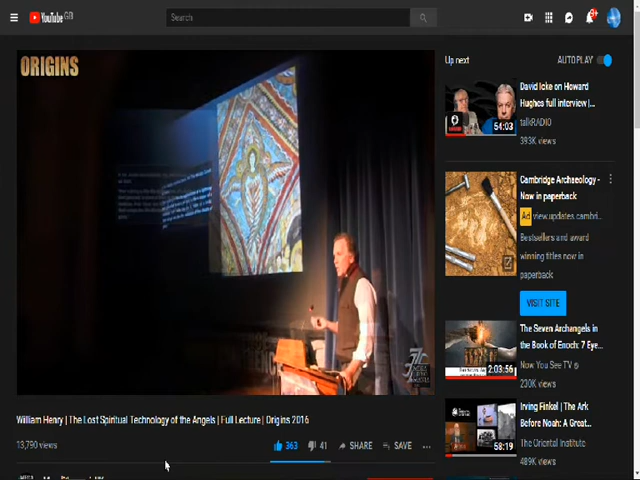 YouTube GB
Search
9+
ORIGINS
Up next
AUTOPLAY
David Icke on Howard
Hughes full interview |...
talkRADIO
393K views
54:03
Cambridge Archaeology -
Now in paperback
Ad view.updates.cambri...
Bestsellers and award
winning titles now in
paperback
VISIT SITE
The Seven Archangels in
the Book of Enoch: 7 Eye...
Now You See TV
230K views
2:03:56
Irving Finkel | The Ark
Before Noah: A Great...
The Oriental Institute
489K views
58:19
William Henry | The Lost Spiritual Technology of the Angels | Full Lecture | Origins 2016
13,790 views
363
41
SHARE
SAVE